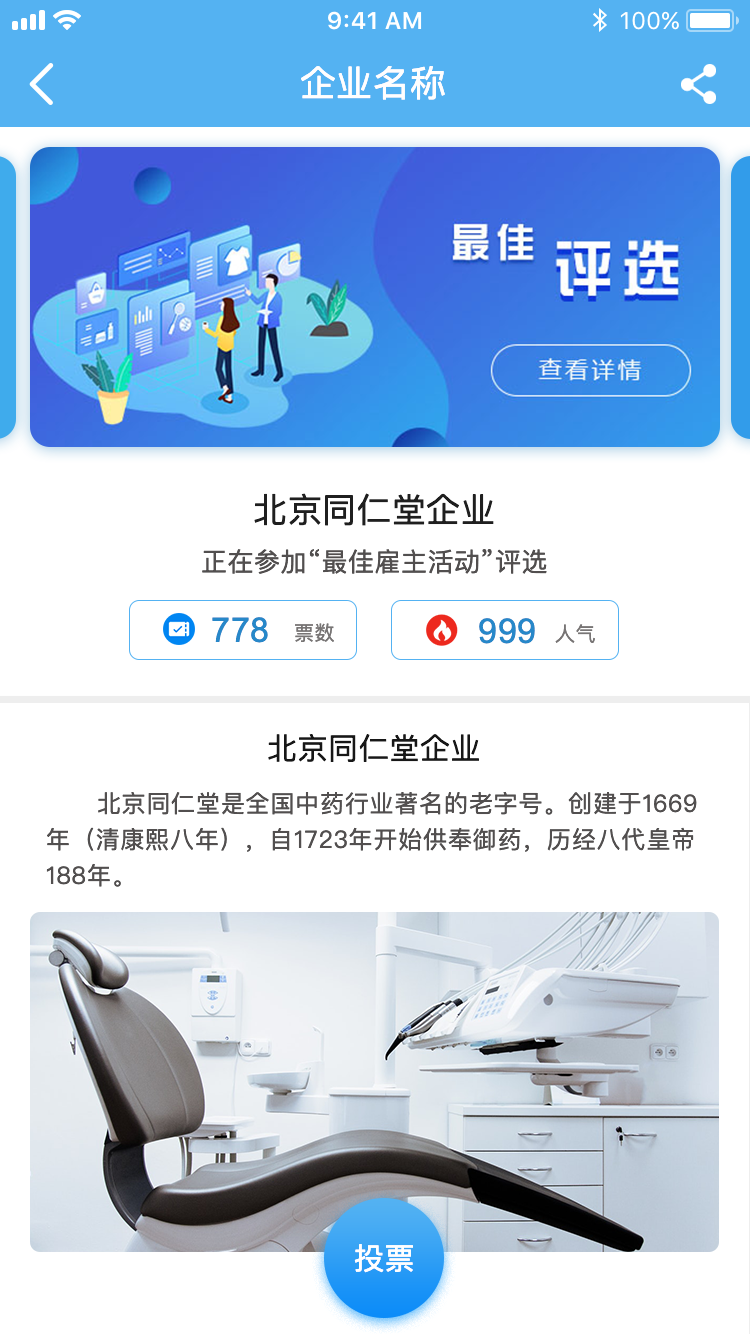 9:41 AM
100%
企业名称
最佳
评选
查看详情
北京同仁堂企业
正在参加“最佳雇主活动”评选
778 票数
999 人气
北京同仁堂企业
北京同仁堂是全国中药行业著名的老字号。创建于1669
年（清康熙八年），自1723年开始供奉御药，历经八代皇帝
188年。
投票